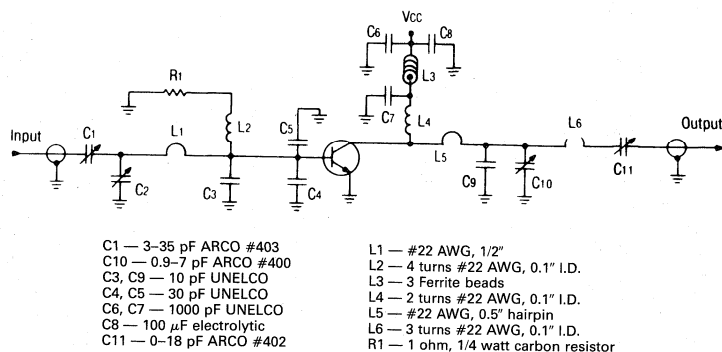 Vcc
C6
C8
L3
R1
C7
Input
C1
L1
L2
C5
L4
L6
Output
C2
C3
C4
L5
C9
C10
C11
C1 — 3–35 pF ARCO #403
C10 — 0.9–7 pF ARCO #400
C3, C9 — 10 pF UNELCO
C4, C5 — 30 pF UNELCO
C6, C7 — 1000 pF UNELCO
C8 — 100 μF electrolytic
C11 — 0–18 pF ARCO #402
L1 — #22 AWG, 1/2"
L2 — 4 turns #22 AWG, 0.1" I.D.
L3 — 3 Ferrite beads
L4 — 2 turns #22 AWG, 0.1" I.D.
L5 — #22 AWG, 0.5" hairpin
L6 — 3 turns #22 AWG, 0.1" I.D.
R1 — 1 ohm, 1/4 watt carbon resistor